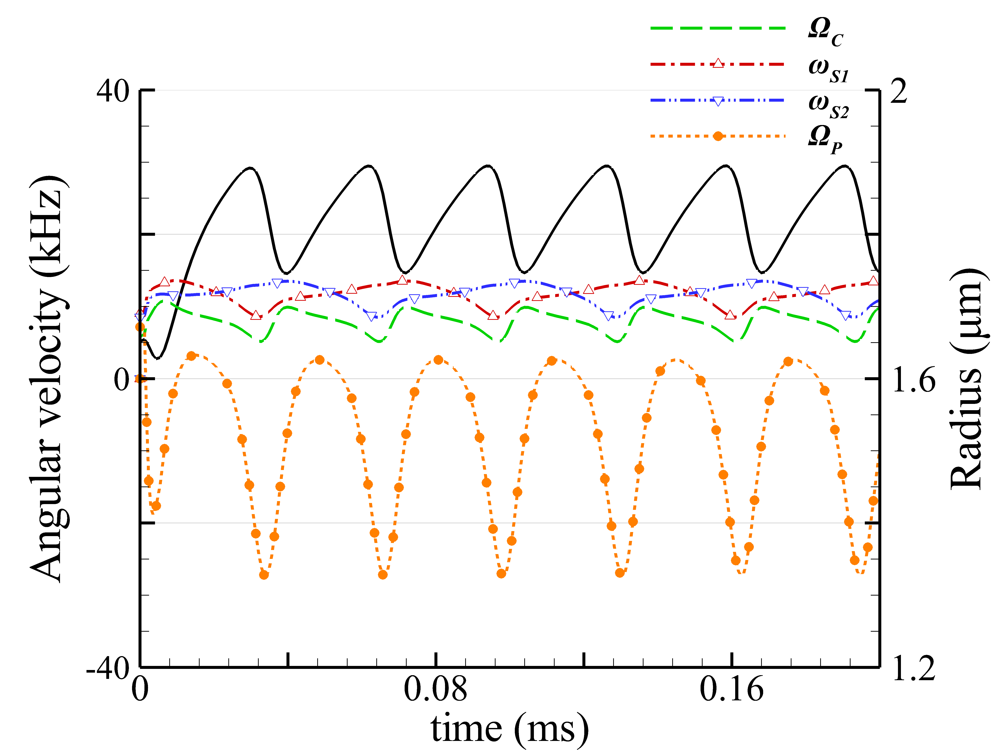 Ω_C
ω_S1
ω_S2
Ω_P
40
0
-40
Angular velocity (kHz)
2
1.6
1.2
Radius (μm)
0
0.08
0.16
time (ms)